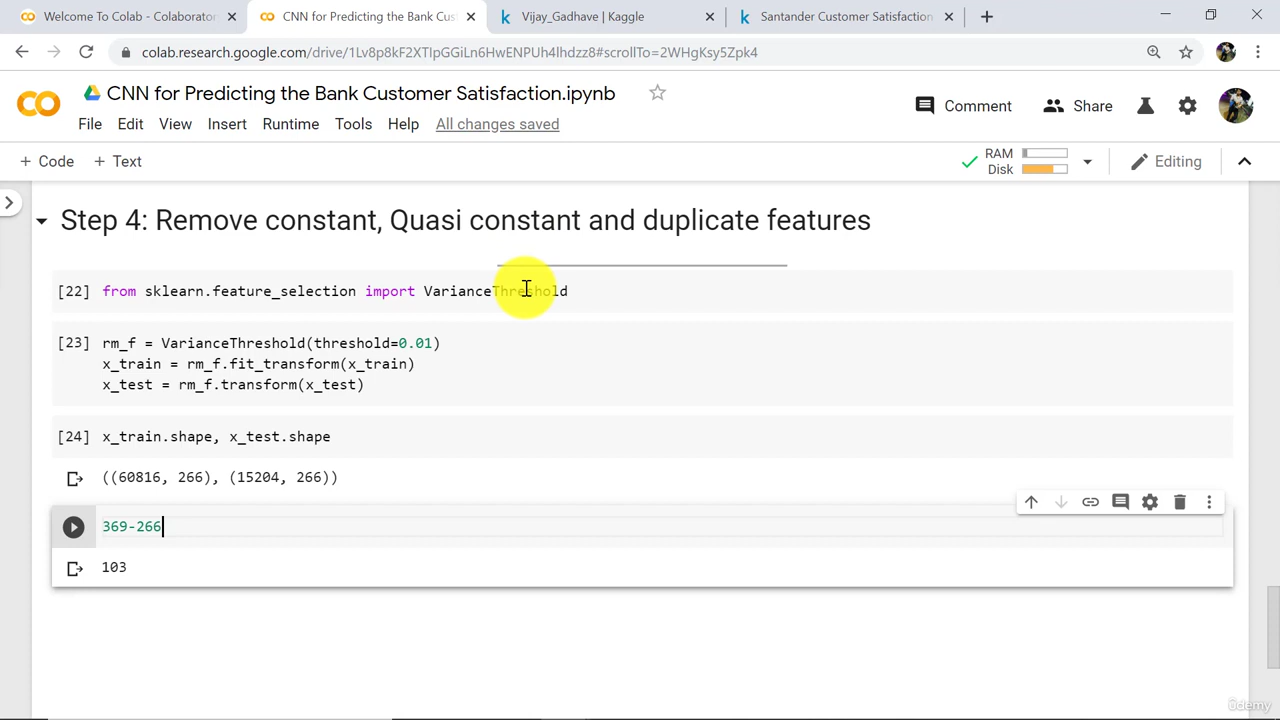 Welcome To Colab - Colaborator
CNN for Predicting the Bank Cust
Vijay_Gadhave | Kaggle
Santander Customer Satisfaction
colab.research.google.com/drive/1Lv8p8kF2XTIpGGiLn6HwENPUh4lhdzz8#scrollTo=2WHgKsy5Zpk4
CNN for Predicting the Bank Customer Satisfaction.ipynb
Comment
Share
File Edit View Insert Runtime Tools Help All changes saved
+ Code + Text
RAM
Disk
Editing
Step 4: Remove constant, Quasi constant and duplicate features
[22] from sklearn.feature_selection import VarianceThreshold
[23] rm_f = VarianceThreshold(threshold=0.01)
x_train = rm_f.fit_transform(x_train)
x_test = rm_f.transform(x_test)
[24] x_train.shape, x_test.shape
((60816, 266), (15204, 266))
369-266
103
ûdemy